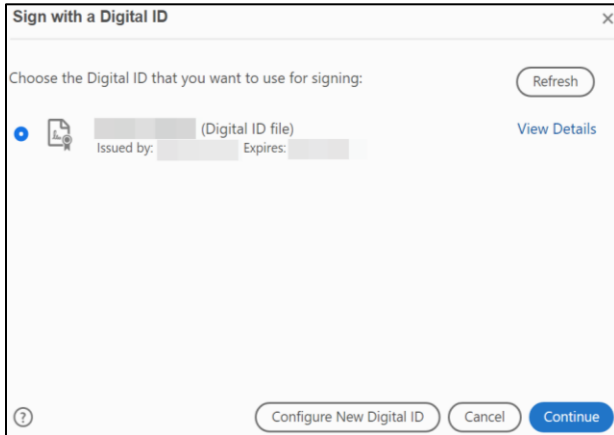 Sign with a Digital ID
Choose the Digital ID that you want to use for signing:
Refresh
(Digital ID file)
View Details
Issued by: Expires:
?
Configure New Digital ID
Cancel
Continue